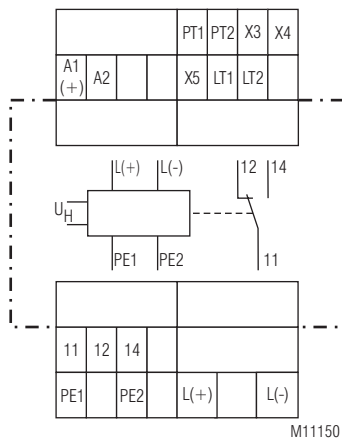 PT1 PT2 X3 X4
A1 (+) A2 X5 LT1 LT2
L(+) L(-) 12 14
UH
PE1 PE2 11
11 12 14
PE1 PE2 L(+) L(-)
M11150